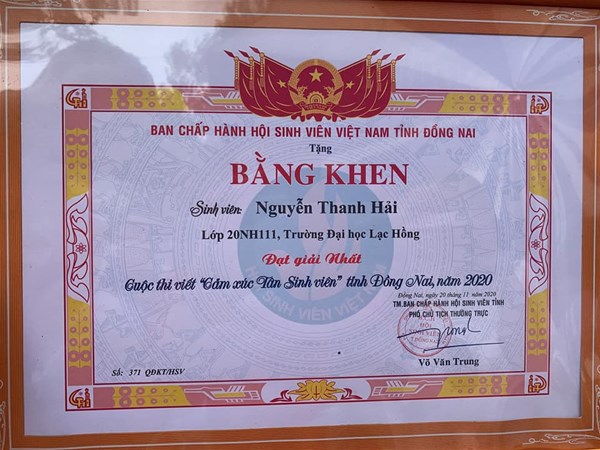 BAN CHẤP HÀNH HỘI SINH VIÊN VIỆT NAM TỈNH ĐỒNG NAI
Tặng
BẰNG KHEN
Sinh viên: Nguyễn Thanh Hải
Lớp 20NH111, Trường Đại học Lạc Hồng
Đạt giải Nhất
Cuộc thi viết "Cảm xúc Tân Sinh viên" tỉnh Đồng Nai, năm 2020
Đồng Nai, ngày 20 tháng 11 năm 2020
TM.BAN CHẤP HÀNH HỘI SINH VIÊN TỈNH
PHÓ CHỦ TỊCH THƯỜNG TRỰC
Võ Văn Trung
Số: 371 QĐKT/HSV
SINH VIÊN VIỆT